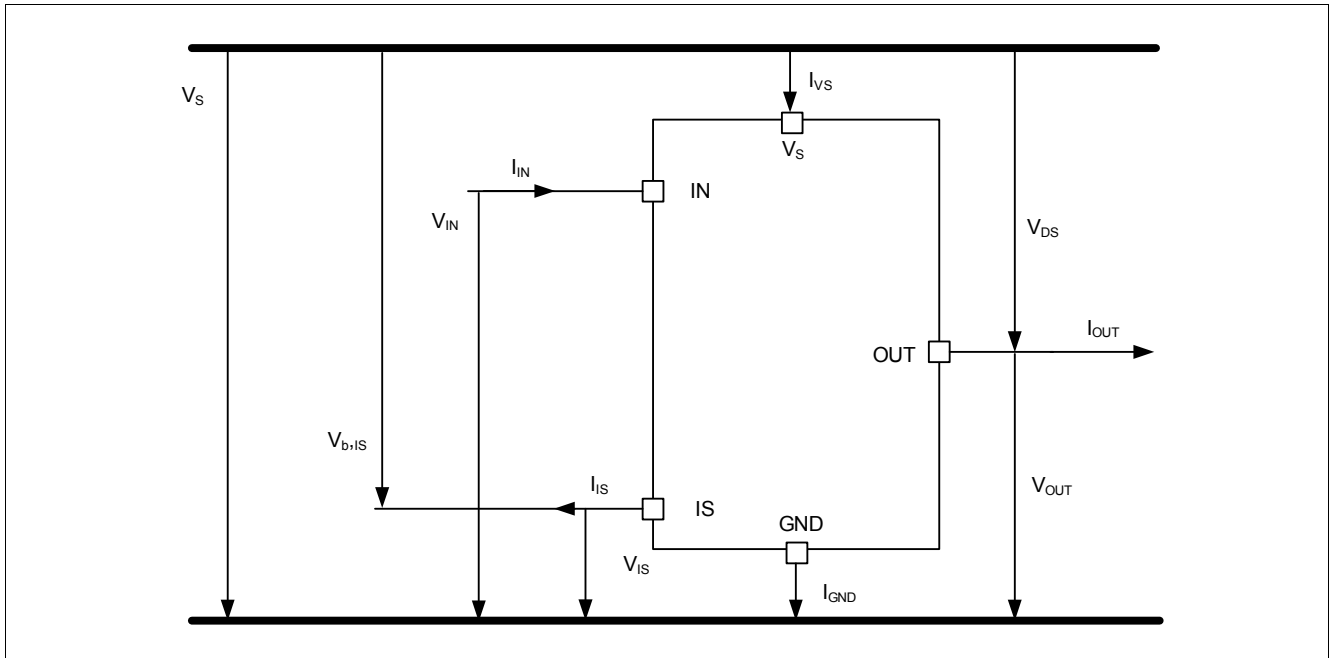 I_VS
V_S
V_S
I_IN
IN
V_IN
V_DS
I_OUT
OUT
V_b,IS
I_IS
V_OUT
IS
GND
V_IS
I_GND